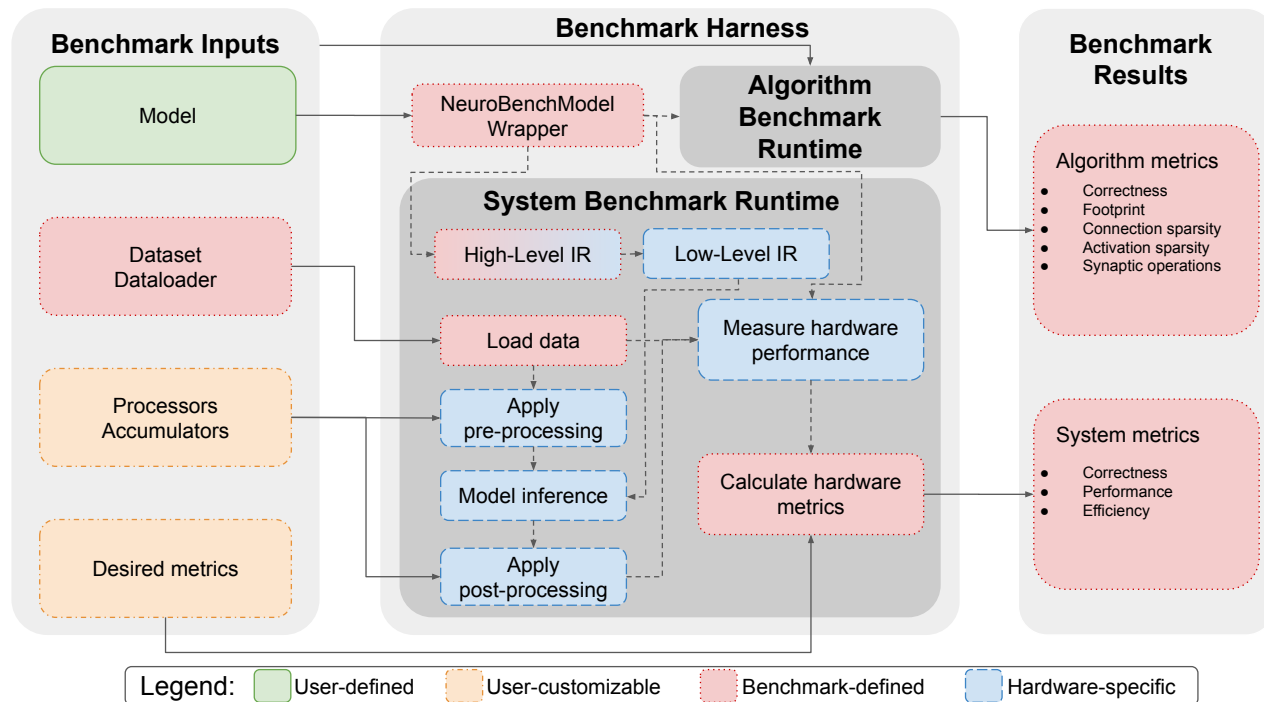 Benchmark Inputs
Model
Dataset
Dataloader
Processors
Accumulators
Desired metrics
Benchmark Harness
NeuroBenchModel
Wrapper
Algorithm
Benchmark
Runtime
System Benchmark Runtime
High-Level IR
Low-Level IR
Load data
Measure hardware
performance
Apply
pre-processing
Model inference
Calculate hardware
metrics
Apply
post-processing
Benchmark
Results
Algorithm metrics
● Correctness
● Footprint
● Connection sparsity
● Activation sparsity
● Synaptic operations
System metrics
● Correctness
● Performance
● Efficiency
Legend: User-defined User-customizable Benchmark-defined Hardware-specific